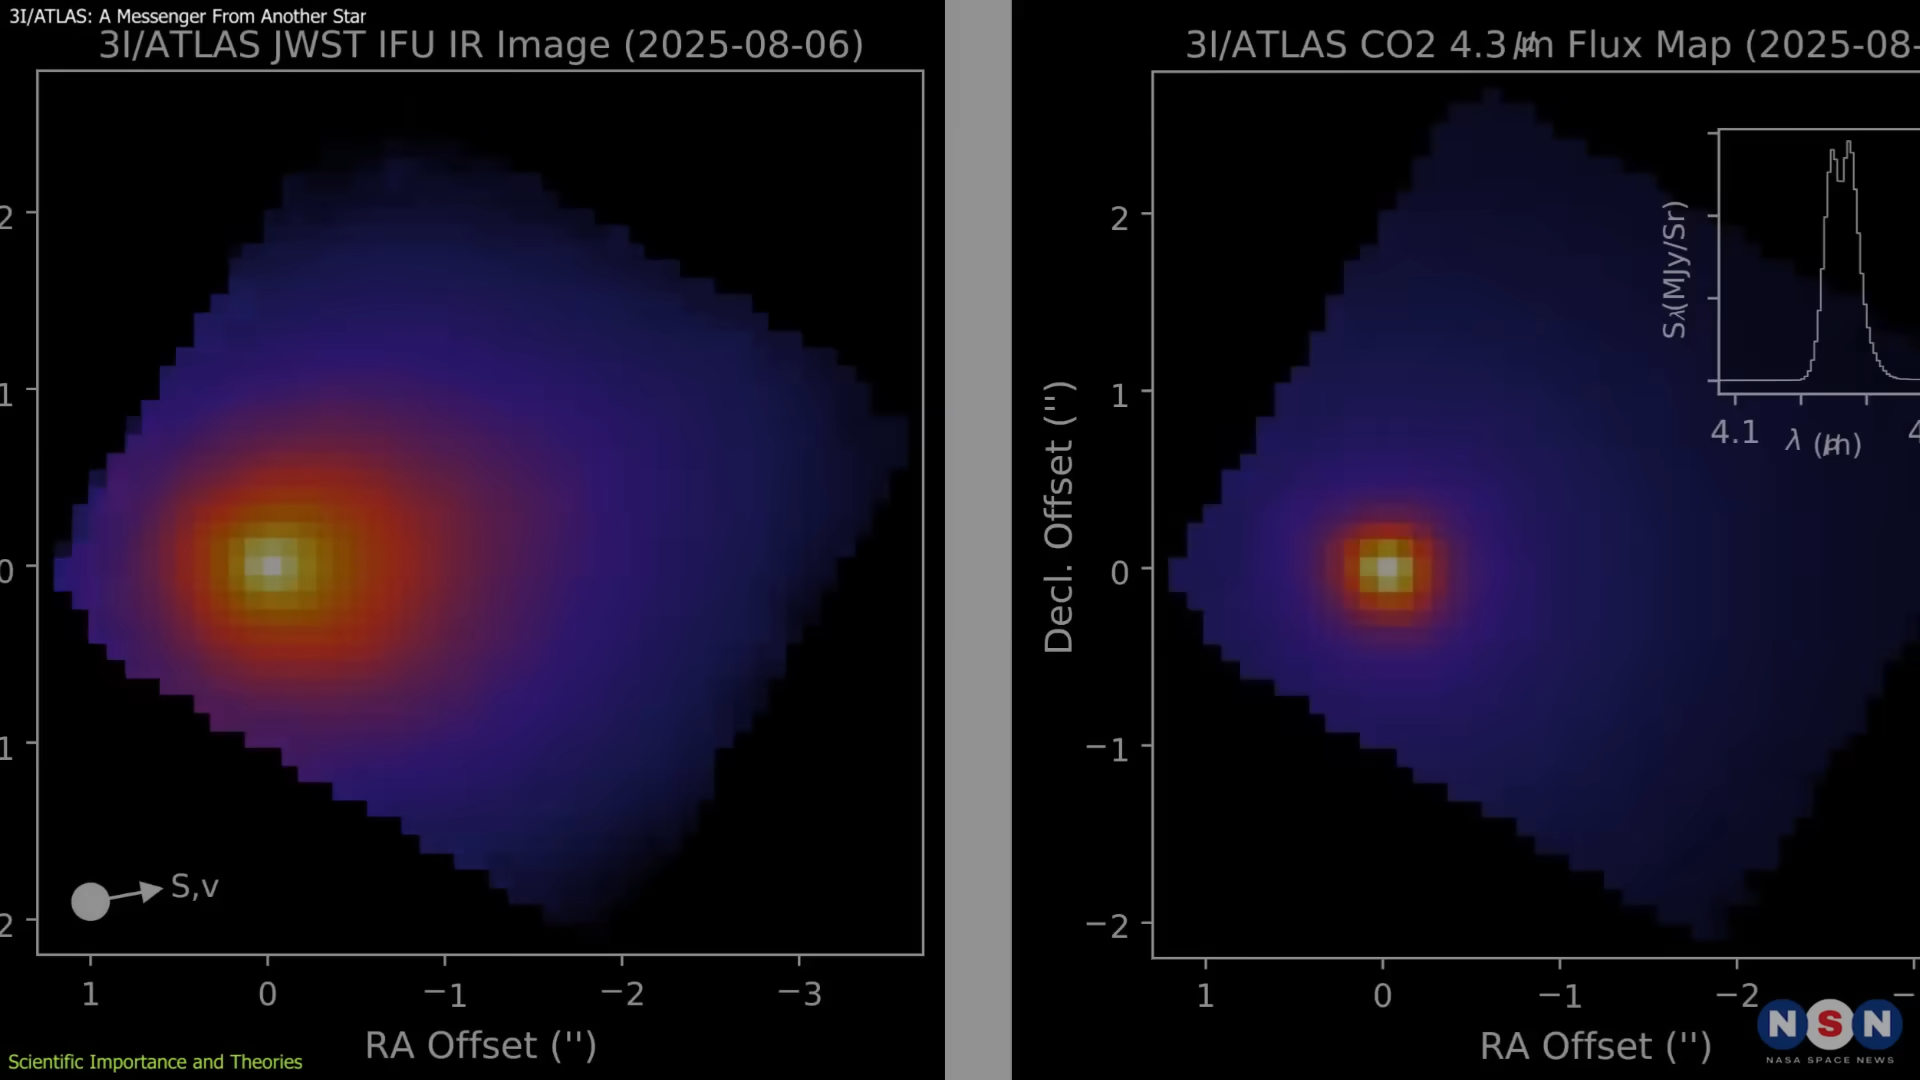 3I/ATLAS: A Messenger From Another Star
3I/ATLAS JWST IFU IR Image (2025-08-06)
2
1
0
1
2
S,v
1 0 −1 −2 −3
RA Offset ('')
Scientific Importance and Theories
3I/ATLAS CO2 4.3 μm Flux Map (2025-08-
Decl. Offset ('')
2
1
0
−1
−2
Sλ(MJy/Sr)
4.1 λ (μm) 4
1 0 −1 −2 −
RA Offset ('')
NSN
NASA SPACE NEWS